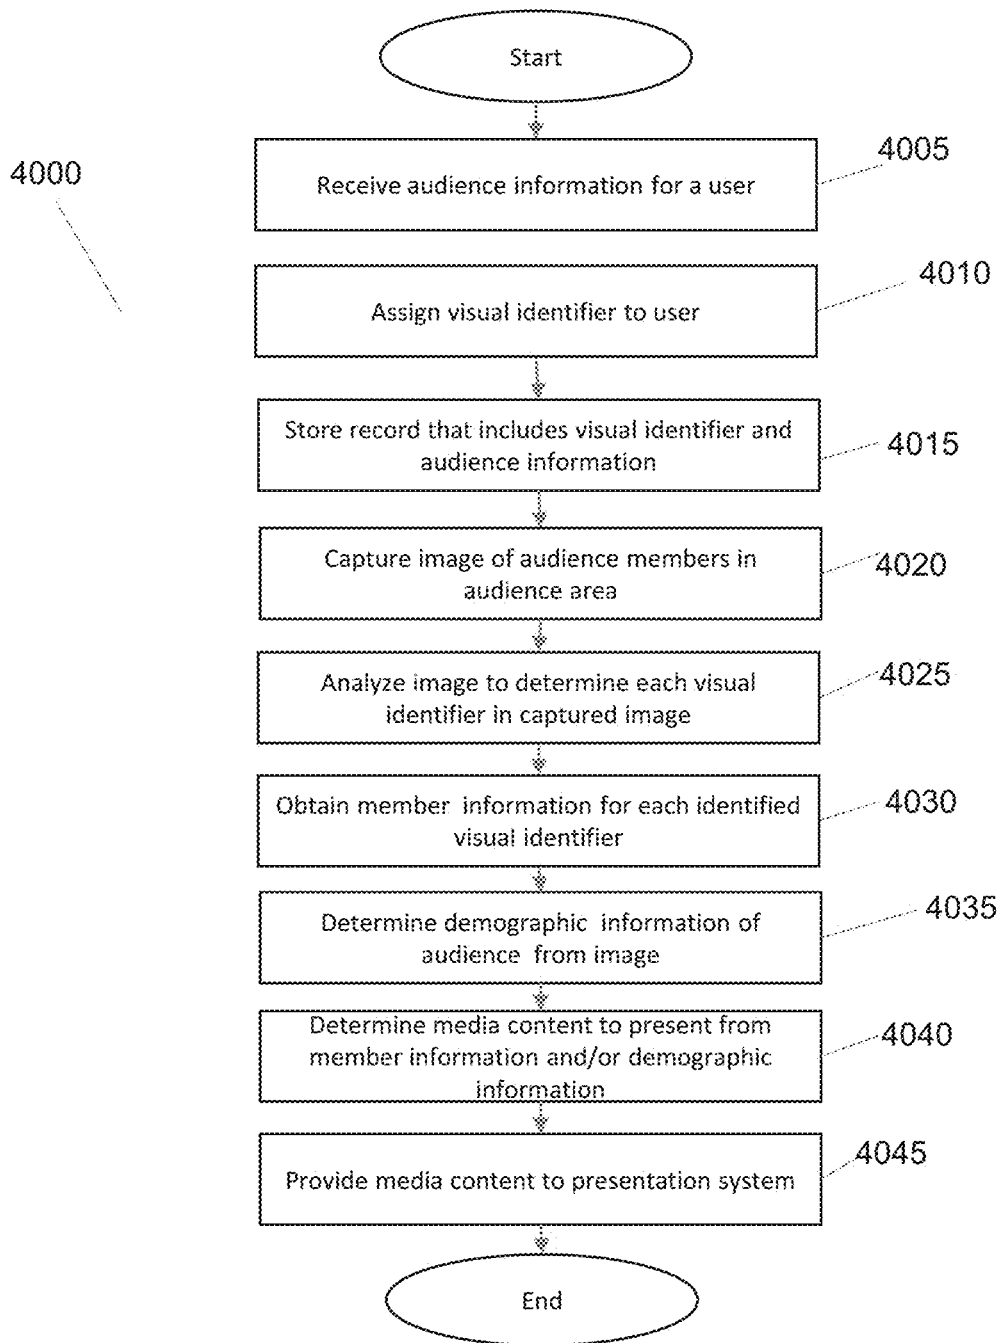 Start
4000
Receive audience information for a user
4005
Assign visual identifier to user
4010
Store record that includes visual identifier and
audience information
4015
Capture image of audience members in
audience area
4020
Analyze image to determine each visual
identifier in captured image
4025
Obtain member information for each identified
visual identifier
4030
Determine demographic information of
audience from image
4035
Determine media content to present from
member information and/or demographic
information
4040
Provide media content to presentation system
4045
End